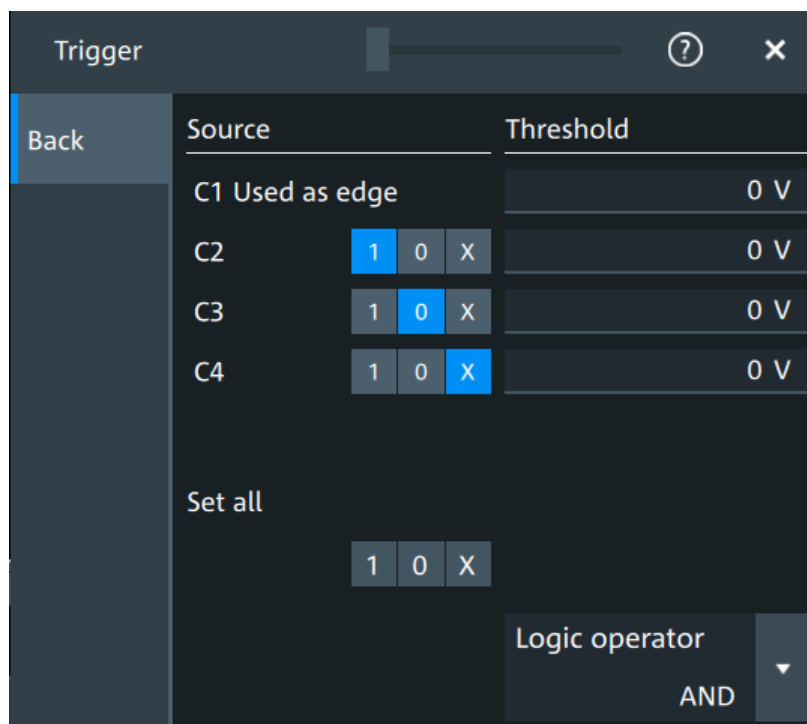 Trigger ? ×
Back
Source Threshold
C1 Used as edge 0 V
C2 1 0 X 0 V
C3 1 0 X 0 V
C4 1 0 X 0 V
Set all
1 0 X
Logic operator
AND